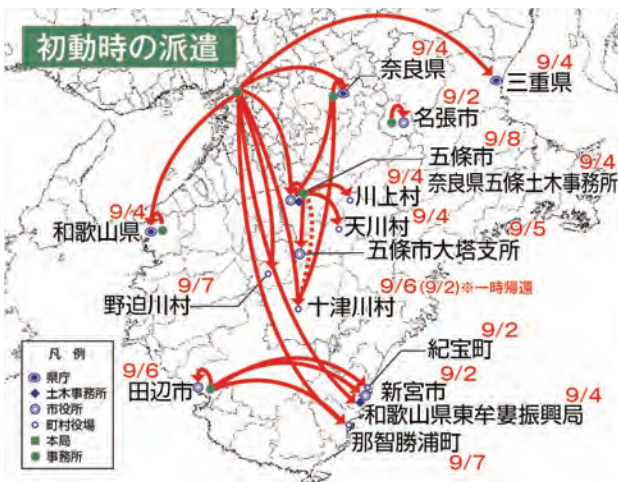 初動時の派遣
9/4
奈良県
9/4
三重県
9/2
名張市
9/8
五條市
9/4
奈良県五條土木事務所
9/4
川上村
9/4
天川村
9/5
五條市大塔支所
9/4
和歌山県
9/7
野迫川村
9/6(9/2)※一時帰還
十津川村
9/2
紀宝町
9/6
田辺市
9/2
新宮市
9/4
和歌山県東牟婁振興局
那智勝浦町
9/7
凡 例
県庁
土木事務所
市役所
町村役場
本局
事務所